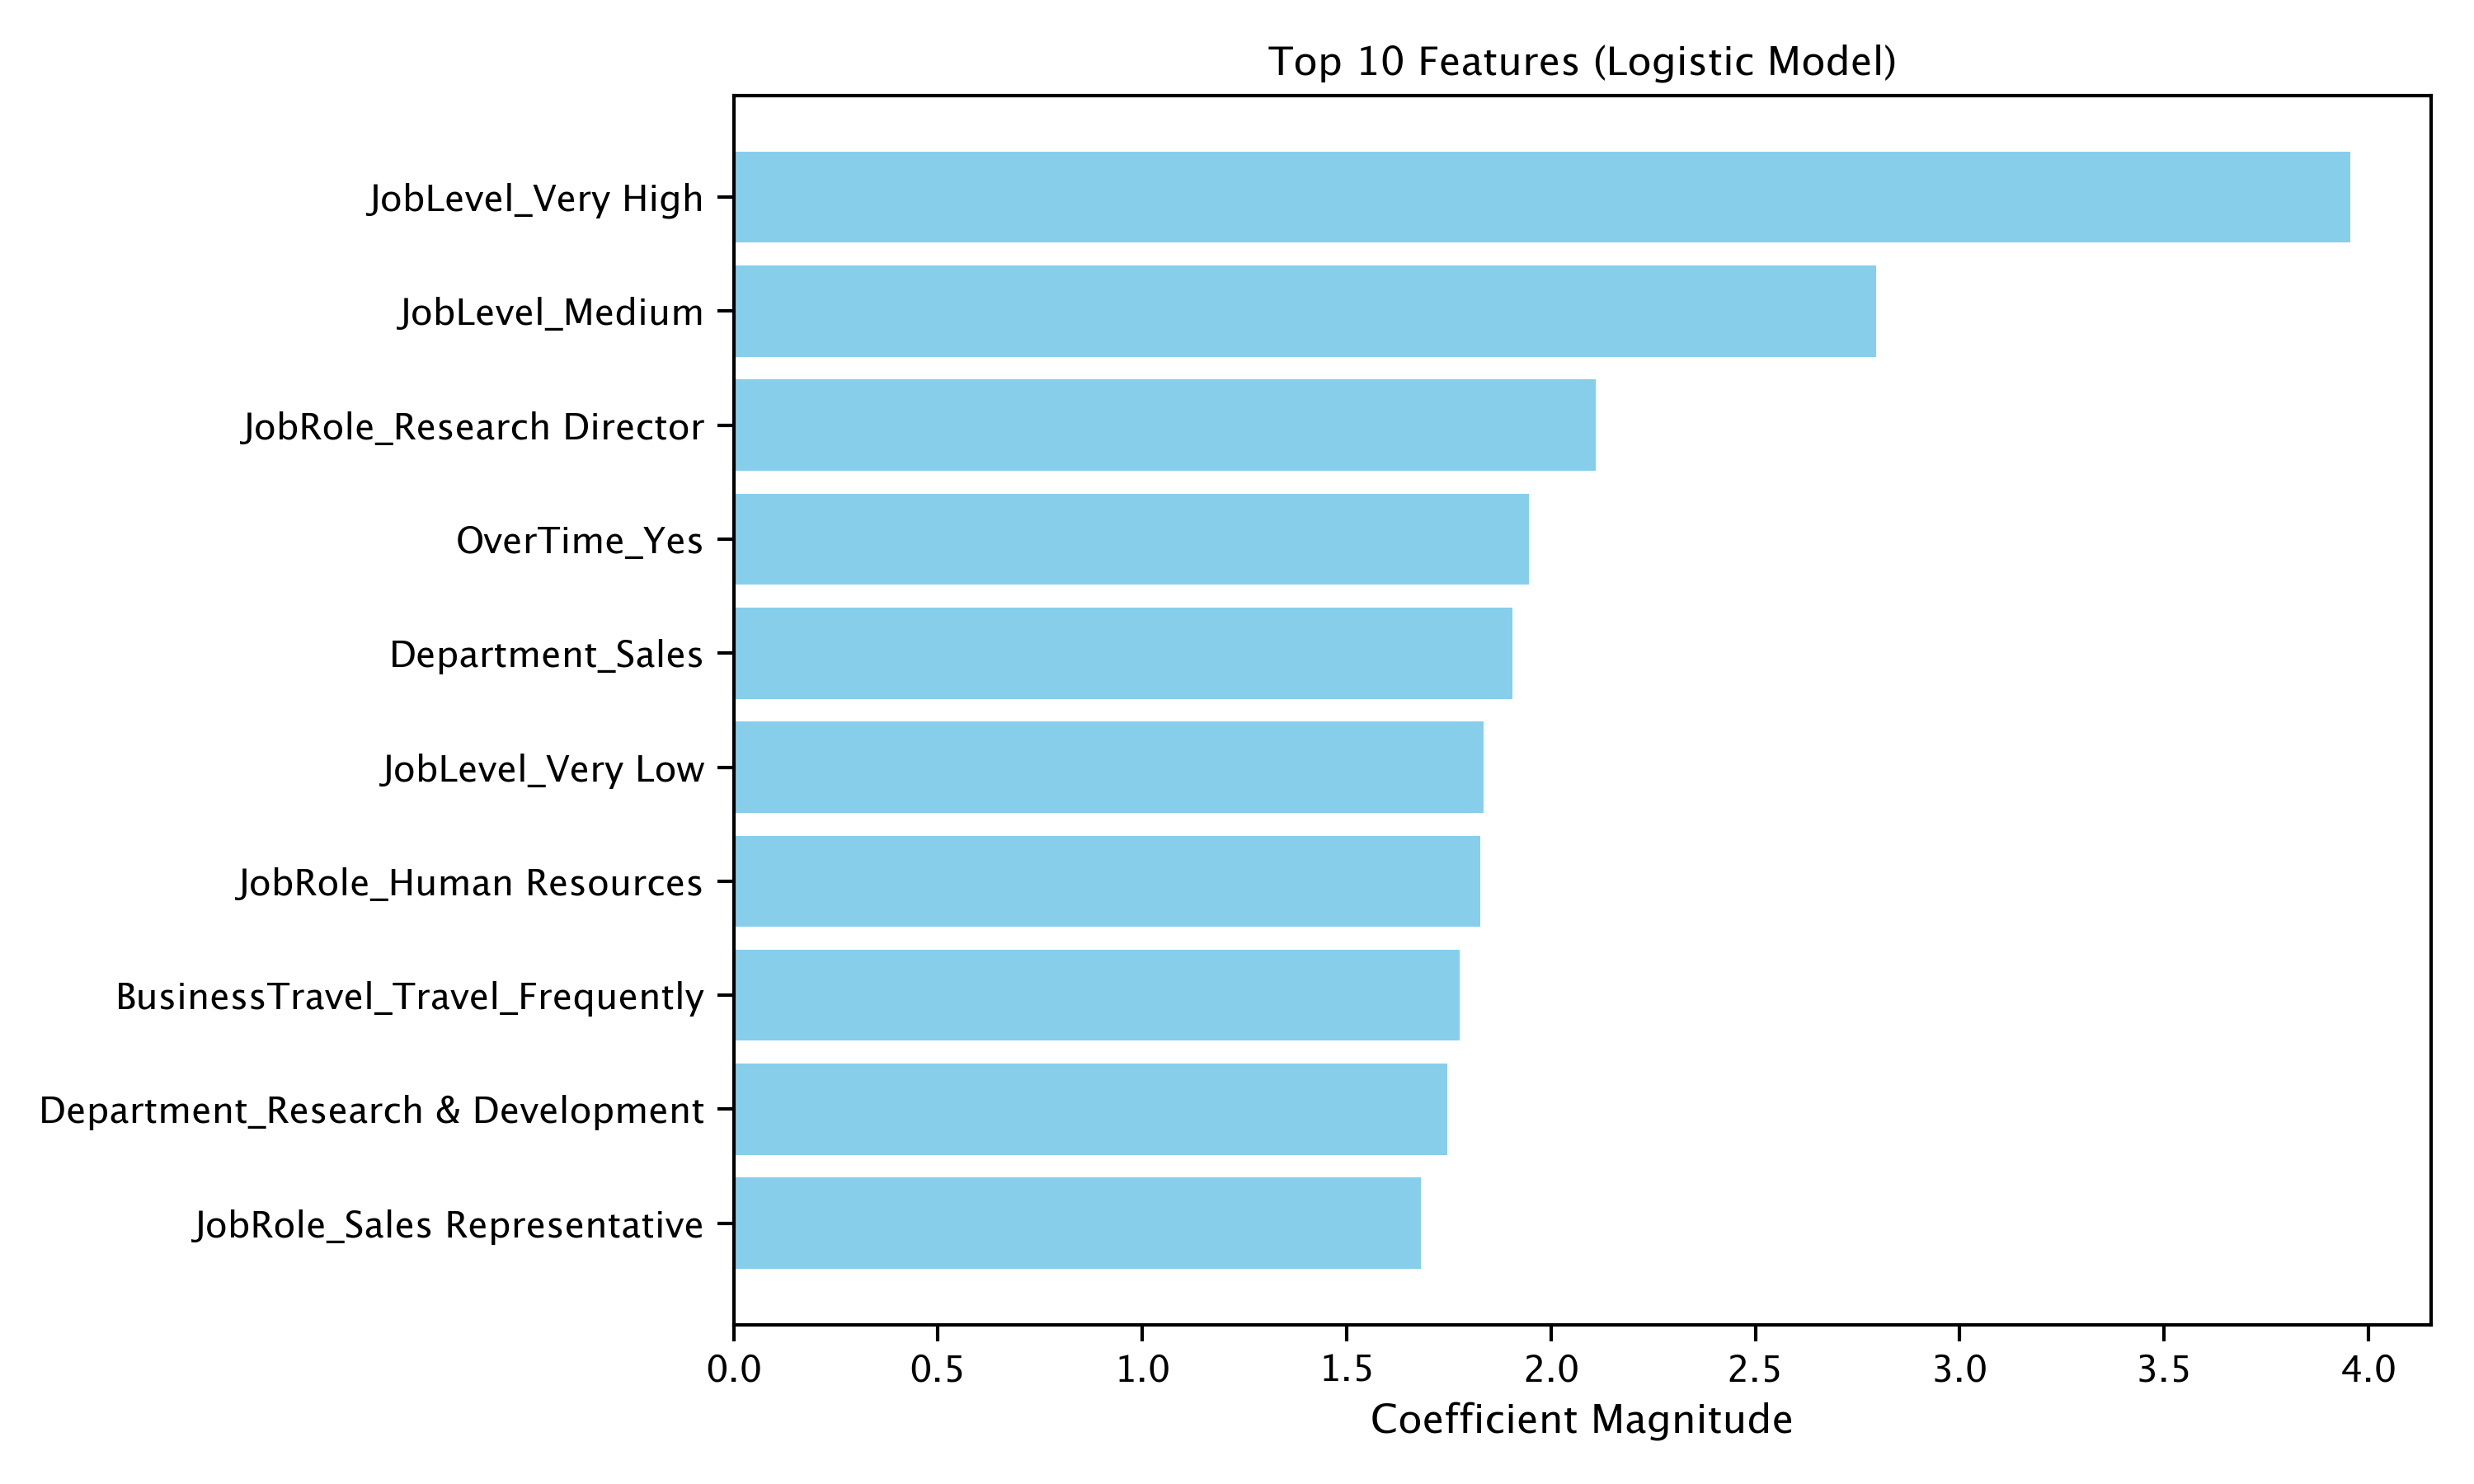 Top 10 Features (Logistic Model)
JobLevel_Very High
JobLevel_Medium
JobRole_Research Director
OverTime_Yes
Department_Sales
JobLevel_Very Low
JobRole_Human Resources
BusinessTravel_Travel_Frequently
Department_Research & Development
JobRole_Sales Representative
0.0 0.5 1.0 1.5 2.0 2.5 3.0 3.5 4.0
Coefficient Magnitude